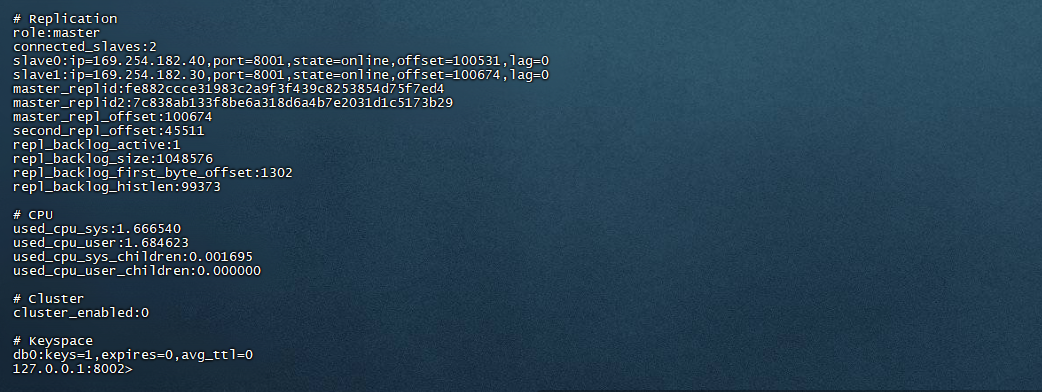 # Replication
role:master
connected_slaves:2
slave0:ip=169.254.182.40,port=8001,state=online,offset=100531,lag=0
slave1:ip=169.254.182.30,port=8001,state=online,offset=100674,lag=0
master_replid:fe882ccce31983c2a9f3f439c8253854d75f7ed4
master_replid2:7c838ab133f8be6a318d6a4b7e2031d1c5173b29
master_repl_offset:100674
second_repl_offset:45511
repl_backlog_active:1
repl_backlog_size:1048576
repl_backlog_first_byte_offset:1302
repl_backlog_histlen:99373
# CPU
used_cpu_sys:1.666540
used_cpu_user:1.684623
used_cpu_sys_children:0.001695
used_cpu_user_children:0.000000
# Cluster
cluster_enabled:0
# Keyspace
db0:keys=1,expires=0,avg_ttl=0
127.0.0.1:8002>